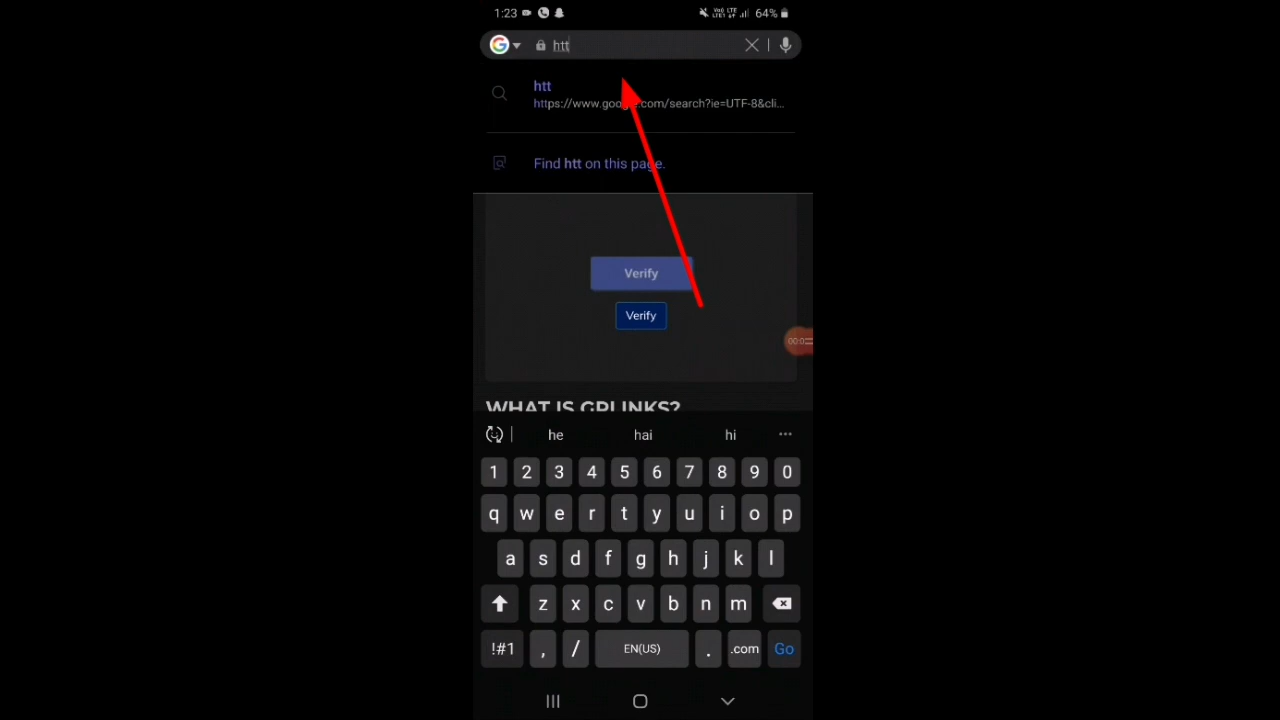 1:23
64%
htt
htt
https://www.google.com/search?ie=UTF-8&cli...
Find htt on this page.
Verify
Verify
WHAT IS GPLINKS?
he hai hi
1 2 3 4 5 6 7 8 9 0
q w e r t y u i o p
a s d f g h j k l
z x c v b n m
!#1 , / EN(US) . .com Go